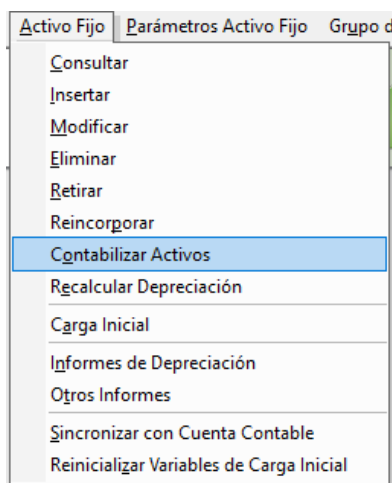 Activo Fijo Parámetros Activo Fijo Grupo d
Consultar
Insertar
Modificar
Eliminar
Retirar
Reincorporar
Contabilizar Activos
Recalcular Depreciación
Carga Inicial
Informes de Depreciación
Otros Informes
Sincronizar con Cuenta Contable
Reinicializar Variables de Carga Inicial